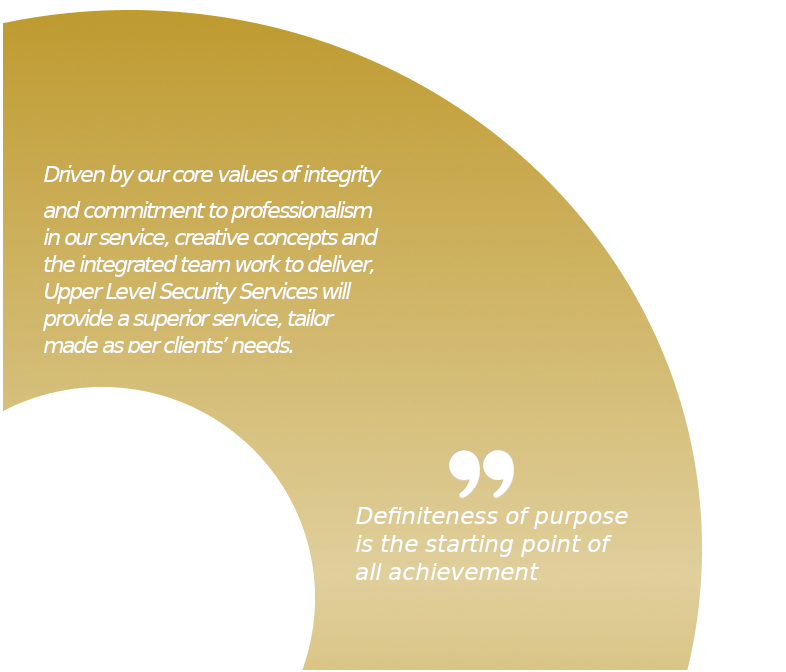 Driven by our core values of integrity
and commitment to professionalism
in our service, creative concepts and
the integrated team work to deliver,
Upper Level Security Services will
provide a superior service, tailor
made as per clients’ needs.
Definiteness of purpose
is the starting point of
all achievement